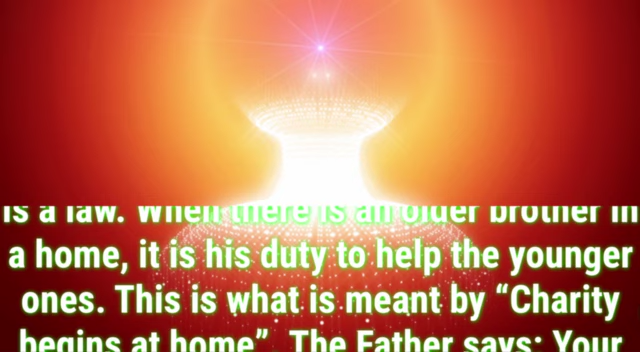 is a law. When there is an older brother in
a home, it is his duty to help the younger
ones. This is what is meant by “Charity
begins at home”. The Father says: Your